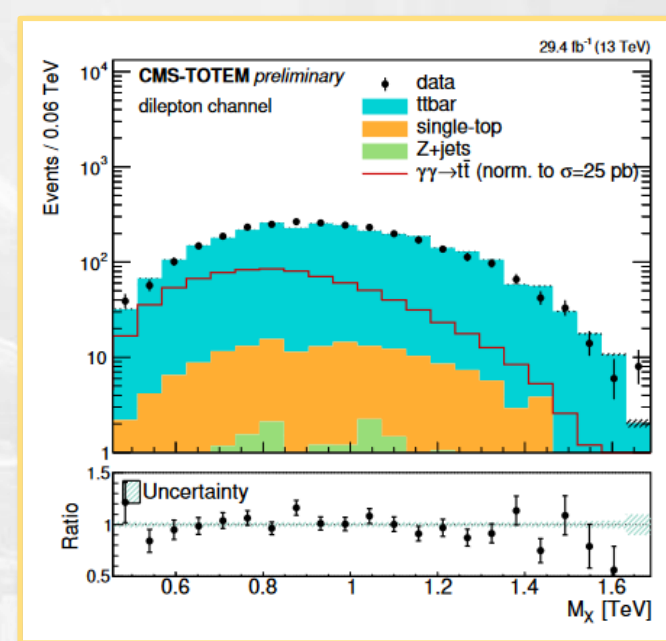 29.4 fb⁻¹ (13 TeV)
CMS-TOTEM preliminary
dilepton channel
data
ttbar
single-top
Z+jets
γγ→tt̄ (norm. to σ=25 pb)
Events / 0.06 TeV
10⁴
10³
10²
10
1
Uncertainty
Ratio
1.5
1
0.5
0.6 0.8 1 1.2 1.4 1.6
Mₓ [TeV]